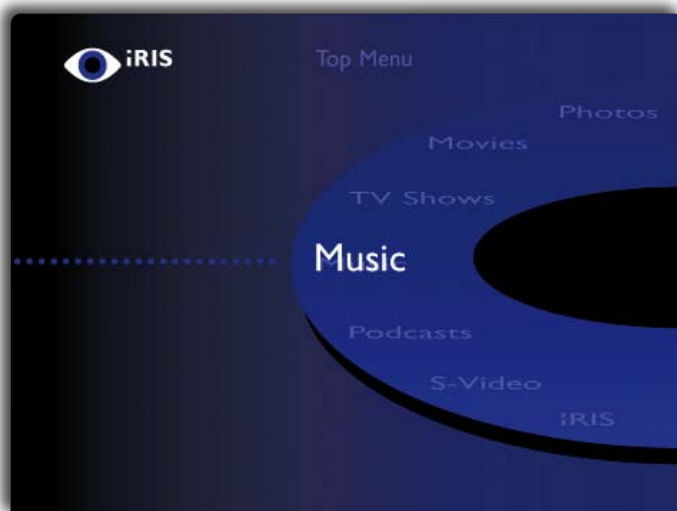 iRIS
Top Menu
Photos
Movies
TV Shows
Music
Podcasts
S-Video
iRIS